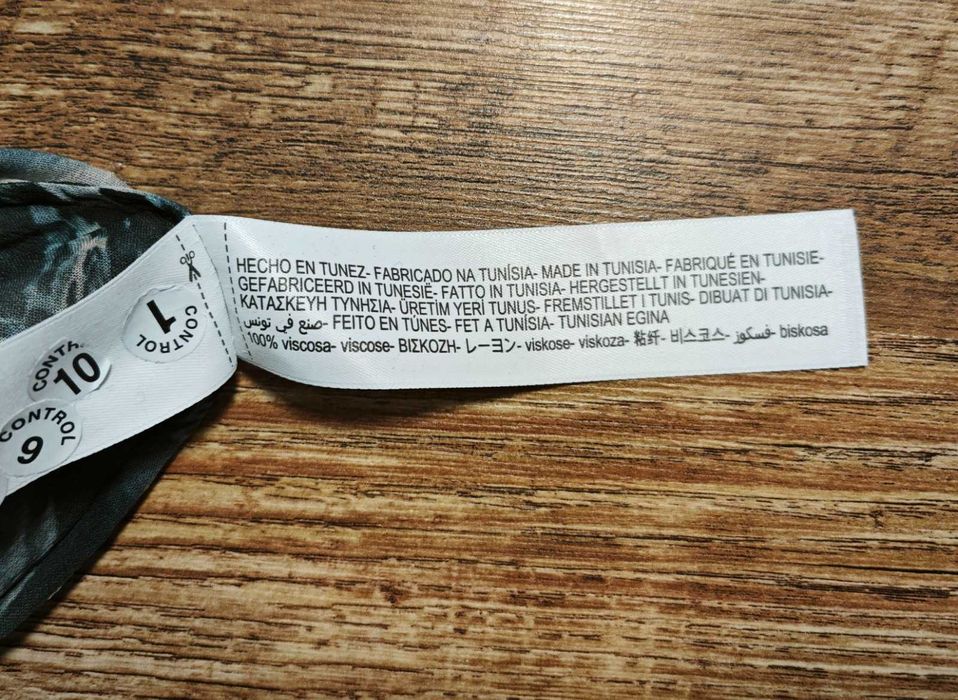 HECHO EN TUNEZ- FABRICADO NA TUNÍSIA- MADE IN TUNISIA- FABRIQUÉ EN TUNISIE-
GEFABRICEERD IN TUNESIË- FATTO IN TUNISIA- HERGESTELLT IN TUNESIEN-
ΚΑΤΑΣΚΕΥΗ ΤΥΝΗΣΙΑ- ÜRETİM YERİ TUNUS- FREMSTILLET I TUNIS- DIBUAT DI TUNISIA-
صنع في تونس- FEITO EN TÚNES- FET A TUNÍSIA- TUNISIAN EGINA
100% viscosa- viscose- ΒΙΣΚΟΖΗ- レーヨン- viskose- viskoza- 粘纤- 비스코스- فسكوز- biskosa
1
CONTROL
CONTR
10
CONTROL
9